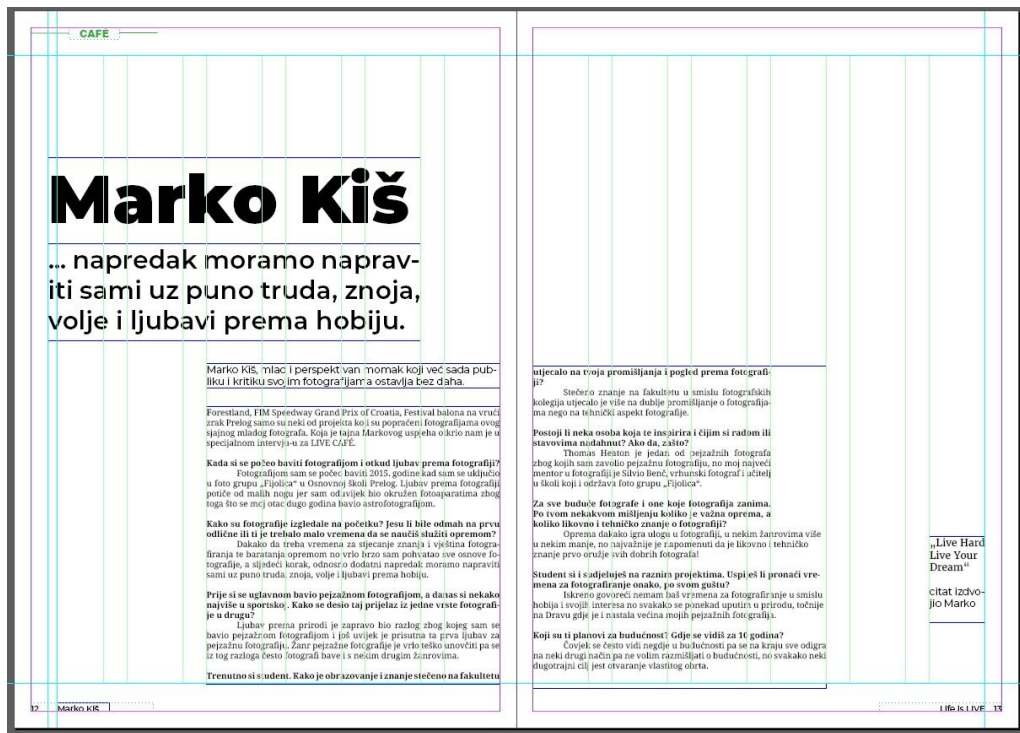 CAFÉ
Marko Kiš
... napredak moramo naprav-
iti sami uz puno truda, znoja,
volje i ljubavi prema hobiju.
Marko Kiš, mlad i perspektivan momak koji već sada pub-
liku i kritiku svojim fotografijama ostavlja bez daha.
Forestland, FIM Speedway Grand Prix of Croatia, Festival balona na vrući
zrak Prelog samo su neki od projekta koji su popraćeni fotografijama ovog
sjajnog mladog fotografa. Koja je tajna Markovog uspjeha otkrio nam je u
specijalnom intervju-u za LIVE CAFÉ.
Kada si se počeo baviti fotografijom i otkud ljubav prema fotografiji?
Fotografijom sam se počeo baviti 2015. godine kad sam se uključio
u foto grupu „Fijolica“ u Osnovnoj školi Prelog. Ljubav prema fotografiji
potiče od malih nogu jer sam oduvijek bio okružen fotoaparatima zbog
toga što se moj otac dugo godina bavio astrofotografijom.
Kako su fotografije izgledale na početku? Jesu li bile odmah na prvu
odlične ili ti je trebalo malo vremena da se naučiš služiti opremom?
Dakako da treba vremena za stjecanje znanja i vještina fotogra-
firanja te baratanja opremom no vrlo brzo sam pohvatao sve osnove fo-
tografije, a sljedeći korak, odnosno dodatni napredak moramo napraviti
sami uz puno truda, znoja, volje i ljubavi prema hobiju.
Prije si se uglavnom bavio pejzažnom fotografijom, a danas si nekako
najviše u sportskoj. Kako se desio taj prijelaz iz jedne vrste fotografi-
je u drugu?
Ljubav prema prirodi je zapravo bio razlog zbog kojeg sam se
bavio pejzažnom fotografijom i još uvijek je prisutna ta prva ljubav za
pejzažnu fotografiju. Žanr pejzažne fotografije je vrlo teško unovčiti pa se
iz tog razloga često fotografi bave i s nekim drugim žanrovima.
Trenutno si student. Kako je obrazovanje i znanje stečeno na fakultetu
utjecalo na tvoja promišljanja i pogled prema fotografi-
ji?
Stečeno znanje na fakultetu u smislu fotografskih
kolegija utjecalo je više na dublje promišljanje o fotografija-
ma nego na tehnički aspekt fotografije.
Postoji li neka osoba koja te inspirira i čijim si radom ili
stavovima nadahnut? Ako da, zašto?
Thomas Heaton je jedan od pejzažnih fotografa
zbog kojih sam zavolio pejzažnu fotografiju, no moj najveći
mentor u fotografiji je Silvio Benč, vrhunski fotograf i učitelj
u školi koji i održava foto grupu „Fijolica“.
Za sve buduće fotografe i one koje fotografija zanima.
Po tvom nekakvom mišljenju koliko je važna oprema, a
koliko likovno i tehničko znanje o fotografiji?
Oprema dakako igra ulogu u fotografiji, u nekim žanrovima više
u nekim manje, no najvažnije je napomenuti da je likovno i tehničko
znanje prvo oružje svih dobrih fotografa!
Student si i sudjeluješ na raznim projektima. Uspiješ li pronaći vre-
mena za fotografiranje onako, po svom guštu?
Iskreno govoreći nemam baš vremena za fotografiranje u smislu
hobija i svojih interesa no svakako se ponekad uputim u prirodu, točnije
na Dravu gdje je i nastala većina mojih pejzažnih fotografija.
Koji su ti planovi za budućnost? Gdje se vidiš za 10 godina?
Čovjek se često vidi negdje u budućnosti pa se na kraju sve odigra
na neki drugi način pa ne volim razmišljati o budućnosti, no svakako neki
dugotrajni cilj jest otvaranje vlastitog obrta.
„Live Hard
Live Your
Dream“
citat izdvo-
jio Marko
12 Marko Kiš
Life is LIVE 13